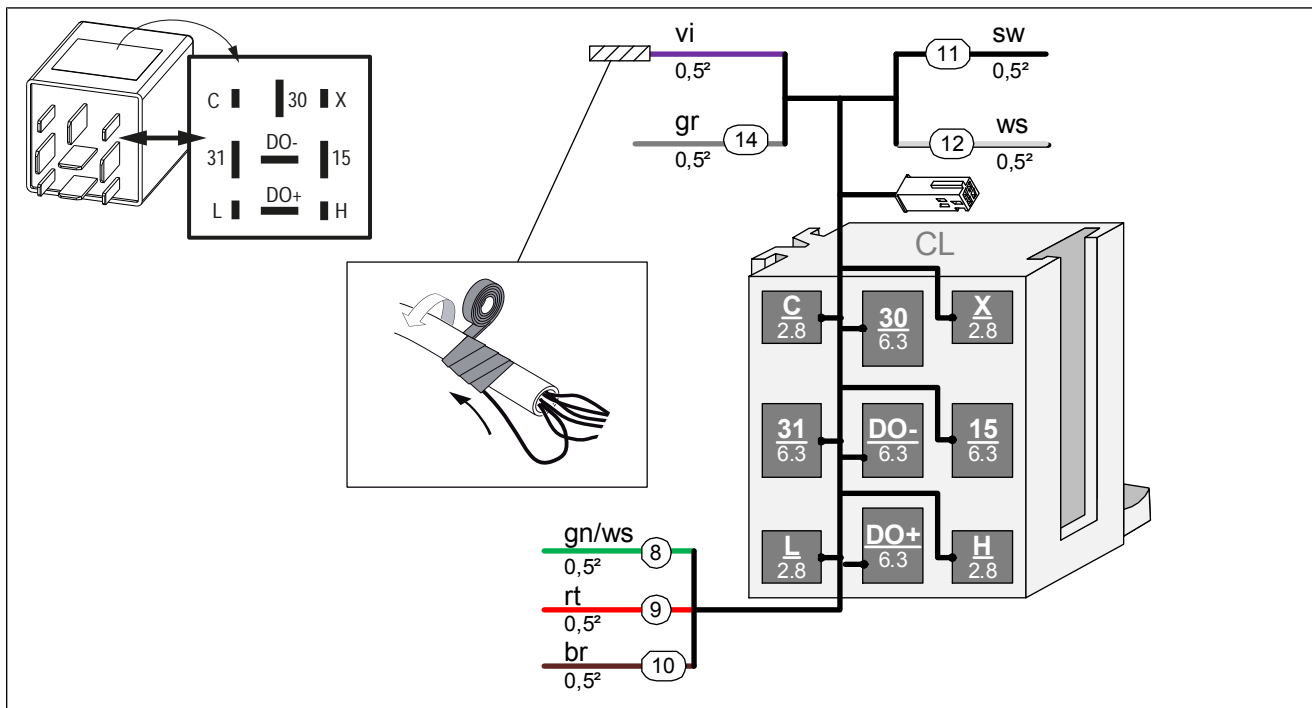 C
30
X
31
DO-
15
L
DO+
H
vi
0,5²
gr
14
0,5²
11
sw
0,5²
12
ws
0,5²
CL
C
2.8
30
6.3
X
2.8
31
6.3
DO-
6.3
15
6.3
L
2.8
DO+
6.3
H
2.8
gn/ws
8
0,5²
rt
9
0,5²
br
10
0,5²